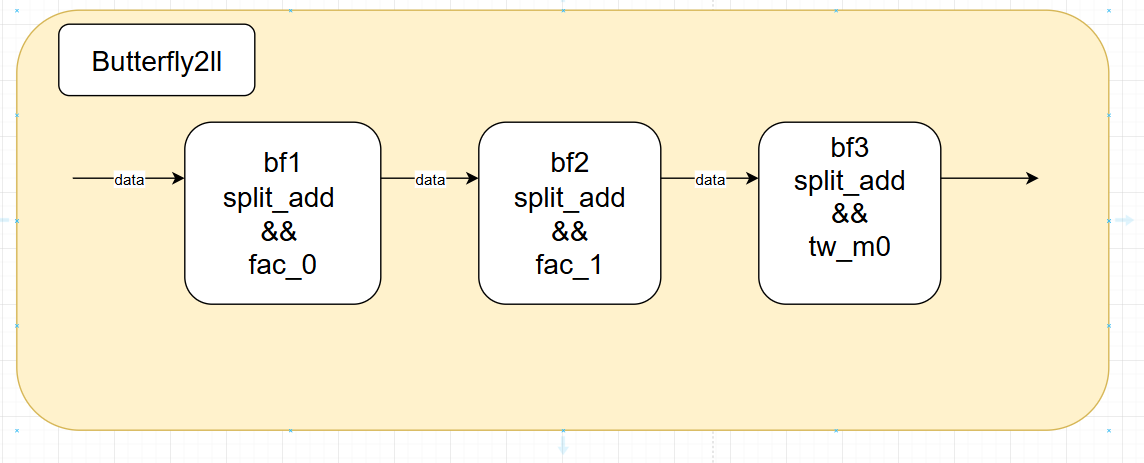 Butterfly2ll
data
bf1
split_add
&&
fac_0
data
bf2
split_add
&&
fac_1
data
bf3
split_add
&&
tw_m0